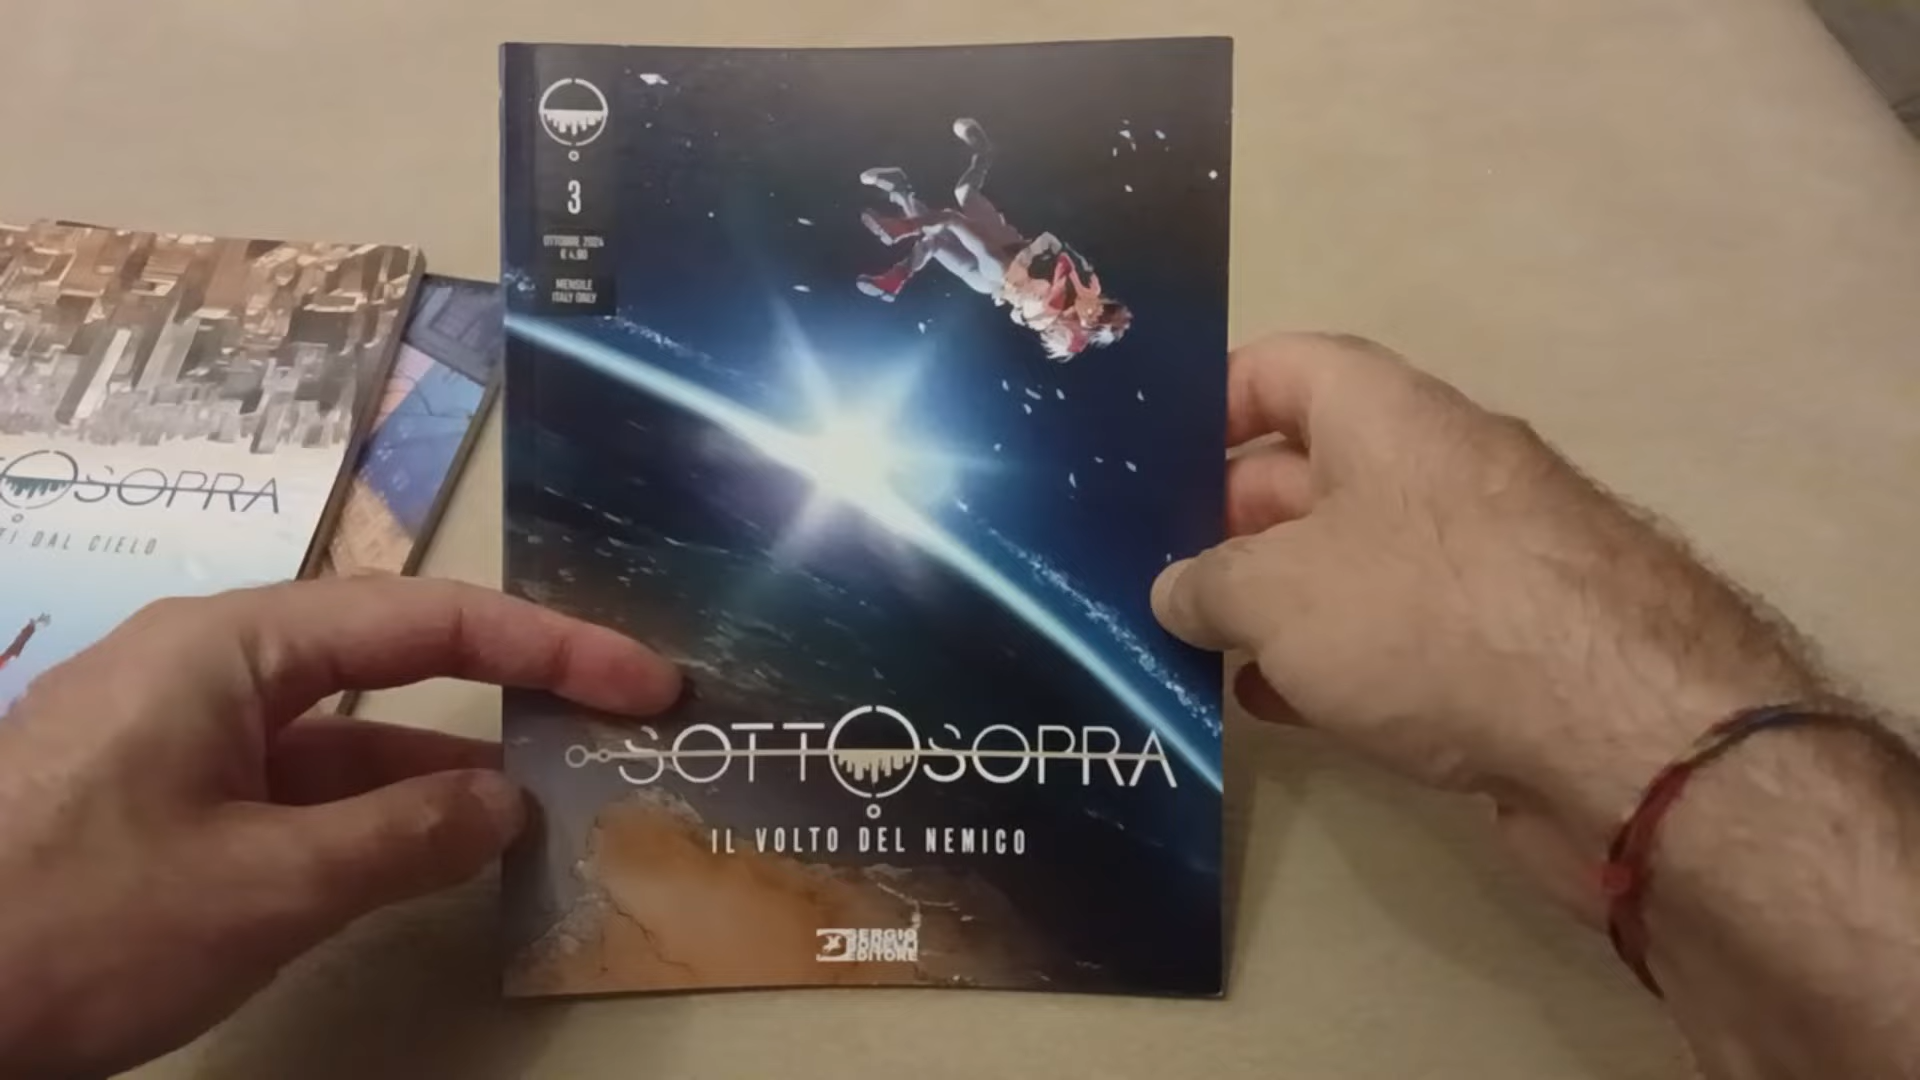 3
OTTOBRE 2024
€ 4,90
MENSILE
ITALY ONLY
SOTTOSOPRA
IL VOLTO DEL NEMICO
SERGIO
BONELLI
EDITORE
SOPRA
DAL CIELO